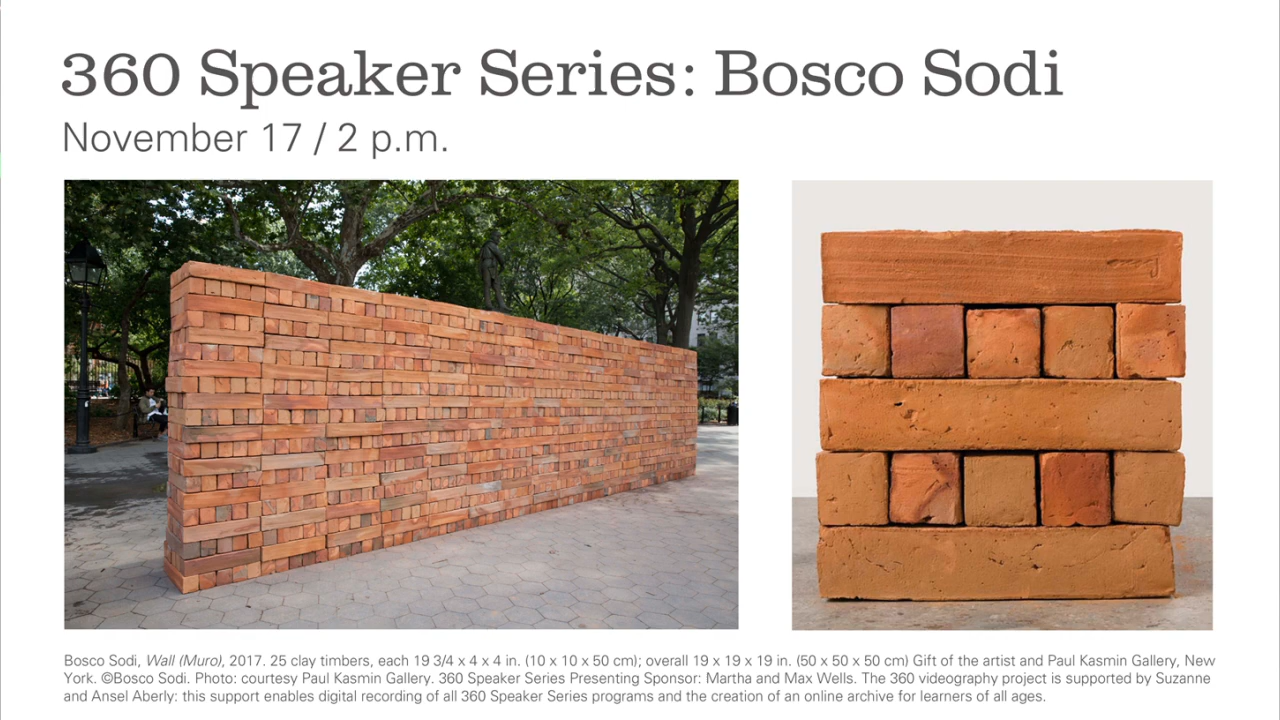 360 Speaker Series: Bosco Sodi
November 17 / 2 p.m.
Bosco Sodi, Wall (Muro), 2017. 25 clay timbers, each 19 3/4 x 4 x 4 in. (10 x 10 x 50 cm); overall 19 x 19 x 19 in. (50 x 50 x 50 cm) Gift of the artist and Paul Kasmin Gallery, New
York. ©Bosco Sodi. Photo: courtesy Paul Kasmin Gallery. 360 Speaker Series Presenting Sponsor: Martha and Max Wells. The 360 videography project is supported by Suzanne
and Ansel Aberly: this support enables digital recording of all 360 Speaker Series programs and the creation of an online archive for learners of all ages.